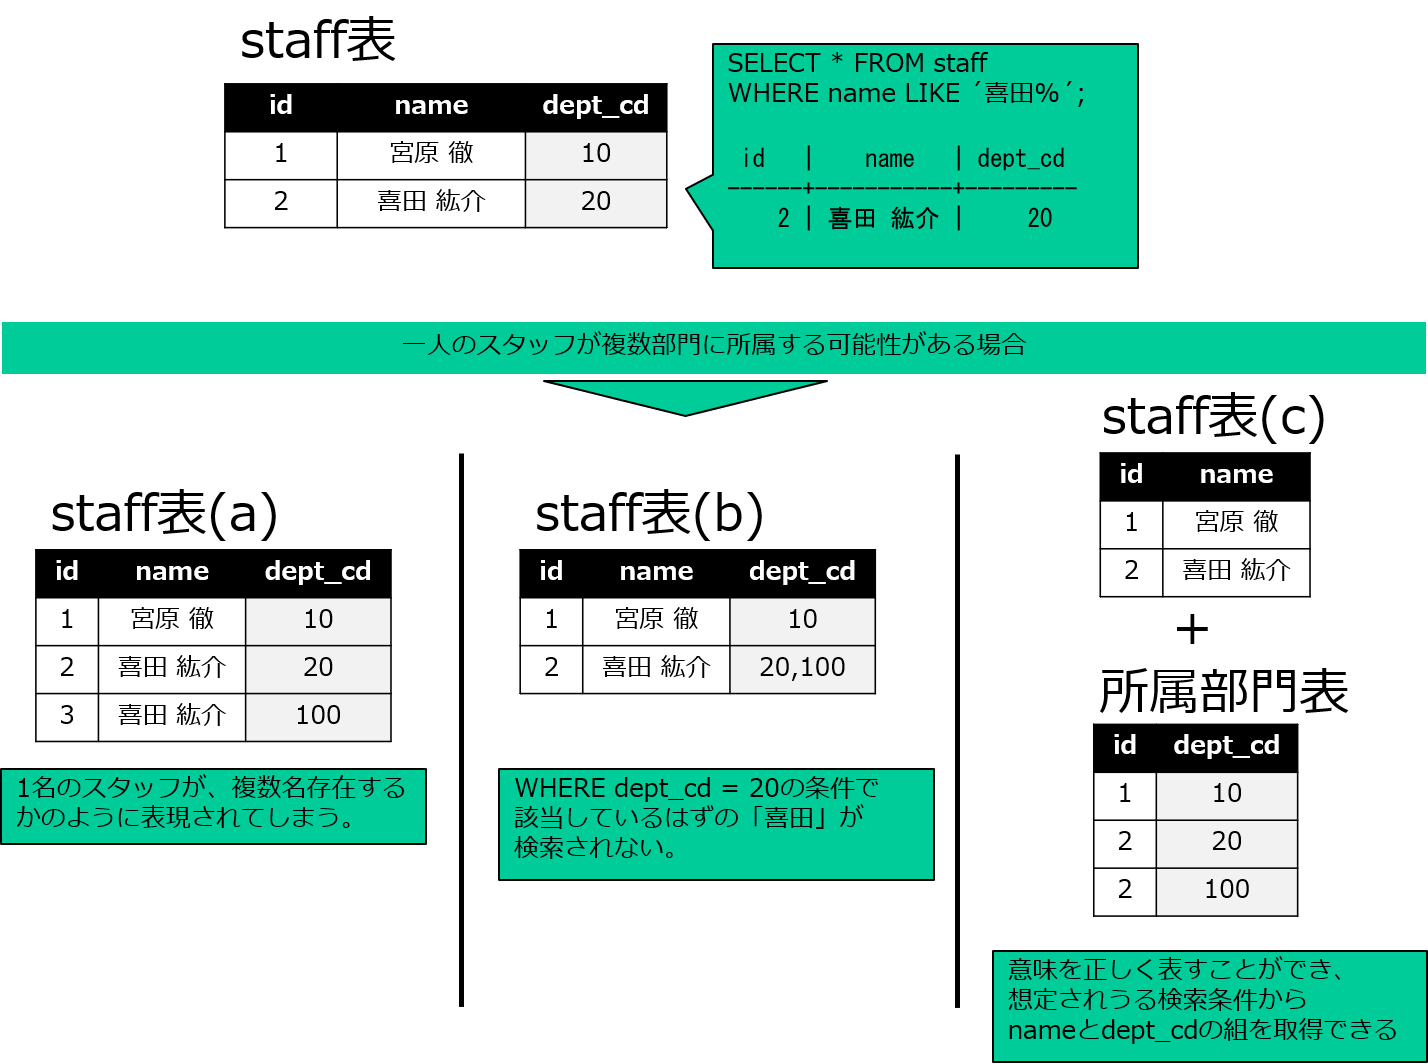 staff表
id name dept_cd
1 宮原 徹 10
2 喜田 紘介 20
SELECT * FROM staff
WHERE name LIKE ´喜田%´;
id | name | dept_cd
------+-----------+---------
2 | 喜田 紘介 | 20
一人のスタッフが複数部門に所属する可能性がある場合
staff表(a)
id name dept_cd
1 宮原 徹 10
2 喜田 紘介 20
3 喜田 紘介 100
1名のスタッフが、複数名存在する
かのように表現されてしまう。
staff表(b)
id name dept_cd
1 宮原 徹 10
2 喜田 紘介 20,100
WHERE dept_cd = 20の条件で
該当しているはずの「喜田」が
検索されない。
staff表(c)
id name
1 宮原 徹
2 喜田 紘介
+
所属部門表
id dept_cd
1 10
2 20
2 100
意味を正しく表すことができ、
想定されうる検索条件から
nameとdept_cdの組を取得できる